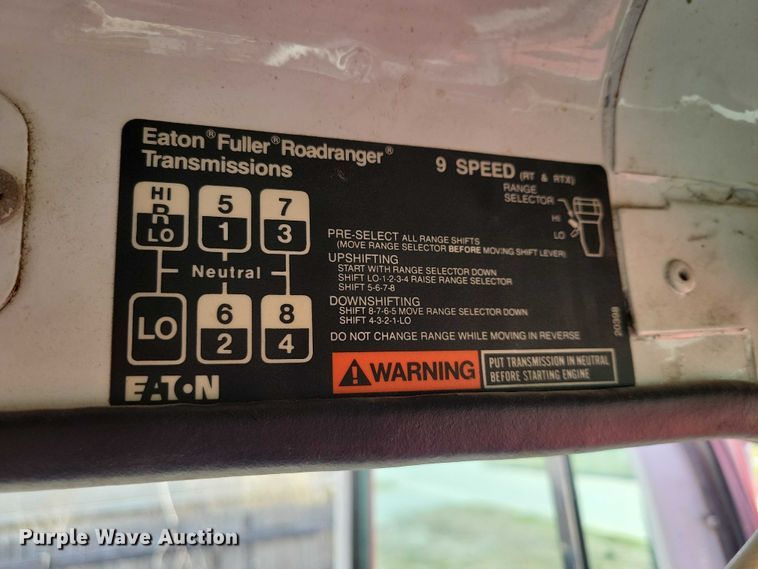 Eaton® Fuller® Roadranger®
Transmissions
9 SPEED (RT & RTX)
RANGE
SELECTOR
HI
LO
HI
R
LO
5
1
7
3
Neutral
LO
6
2
8
4
PRE-SELECT ALL RANGE SHIFTS
(MOVE RANGE SELECTOR BEFORE MOVING SHIFT LEVER)
UPSHIFTING
START WITH RANGE SELECTOR DOWN
SHIFT LO-1-2-3-4 RAISE RANGE SELECTOR
SHIFT 5-6-7-8
DOWNSHIFTING
SHIFT 8-7-6-5 MOVE RANGE SELECTOR DOWN
SHIFT 4-3-2-1-LO
DO NOT CHANGE RANGE WHILE MOVING IN REVERSE
EATON
WARNING
PUT TRANSMISSION IN NEUTRAL
BEFORE STARTING ENGINE
Purple Wave Auction